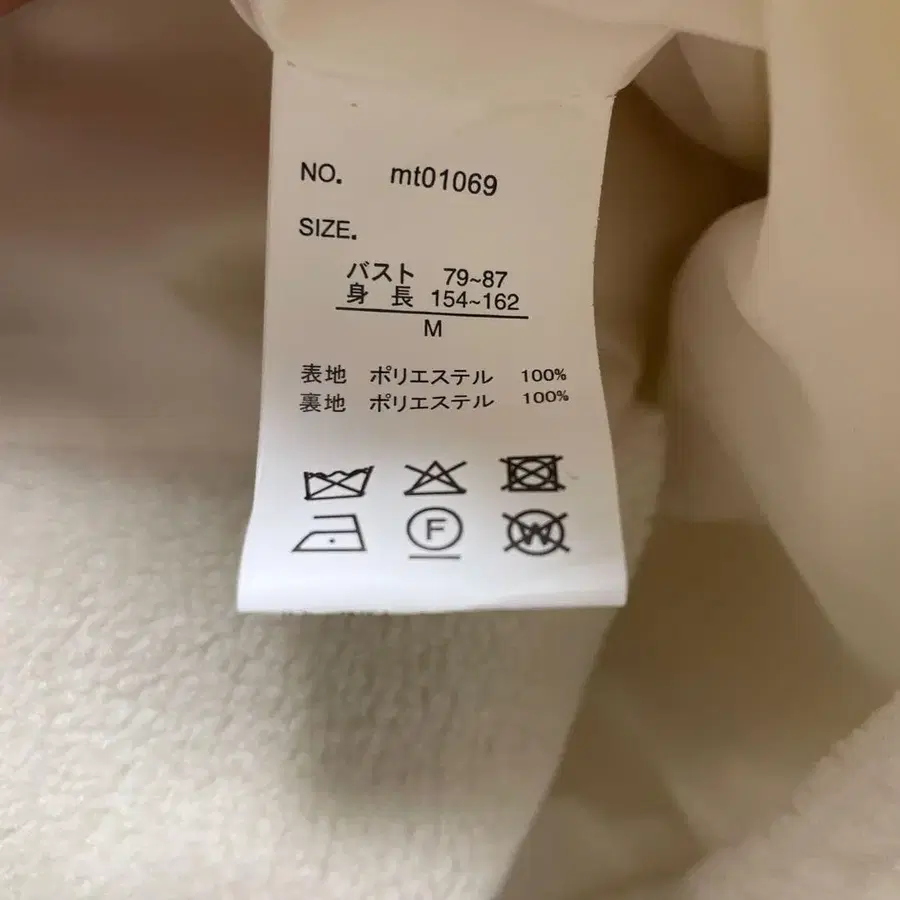 NO. mt01069
SIZE.
バスト 79~87
身 長 154~162
M
表地 ポリエステル 100%
裏地 ポリエステル 100%
F
W